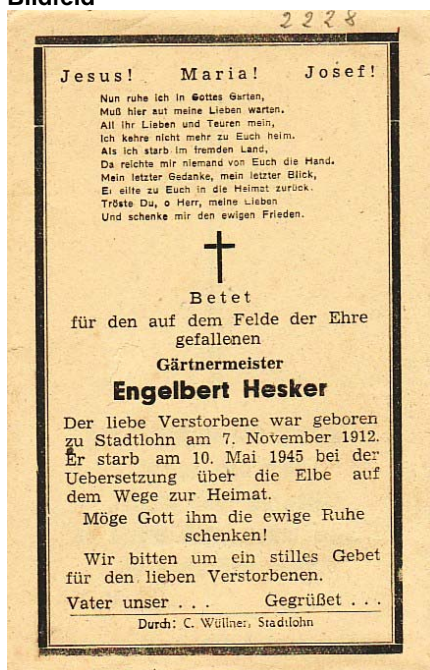 Bildfeld
2228
Jesus! Maria! Josef!
Nun ruhe ich in Gottes Garten,
Muß hier auf meine Lieben warten.
All ihr Lieben und Teuren mein,
Ich kehre nicht mehr zu Euch heim.
Als ich starb im fremden Land,
Da reichte mir niemand von Euch die Hand.
Mein letzter Gedanke, mein letzter Blick,
Er eilte zu Euch in die Heimat zurück.
Tröste Du, o Herr, meine Lieben
Und schenke mir den ewigen Frieden.
Betet
für den auf dem Felde der Ehre
gefallenen
Gärtnermeister
Engelbert Hesker
Der liebe Verstorbene war geboren
zu Stadtlohn am 7. November 1912.
Er starb am 10. Mai 1945 bei der
Uebersetzung über die Elbe auf
dem Wege zur Heimat.
Möge Gott ihm die ewige Ruhe
schenken!
Wir bitten um ein stilles Gebet
für den lieben Verstorbenen.
Vater unser . . . Gegrüßet . . .
Durch: C. Wüllner, Stadtlohn